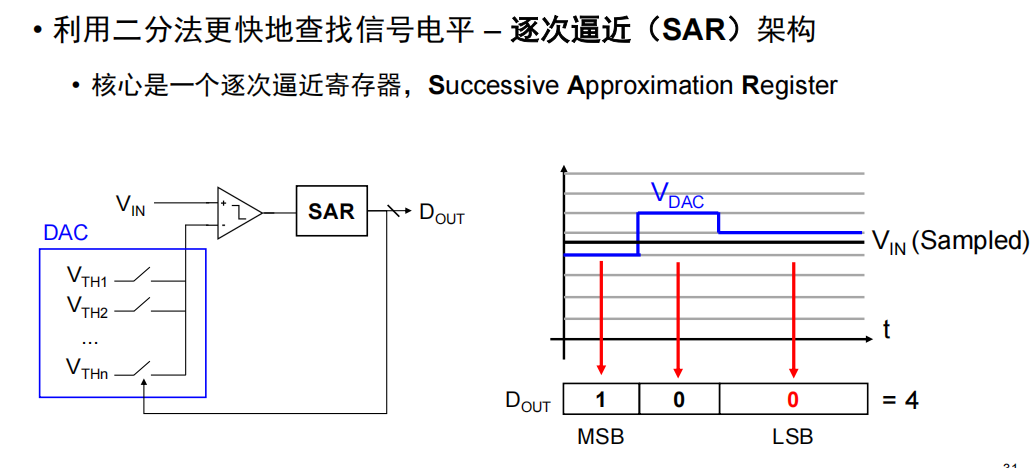 • 利用二分法更快地查找信号电平 – 逐次逼近（SAR）架构
• 核心是一个逐次逼近寄存器，Successive Approximation Register
VIN
+
-
SAR
DOUT
DAC
VTH1
VTH2
...
VTHn
VDAC
VIN (Sampled)
t
DOUT 1 0 0 = 4
MSB LSB